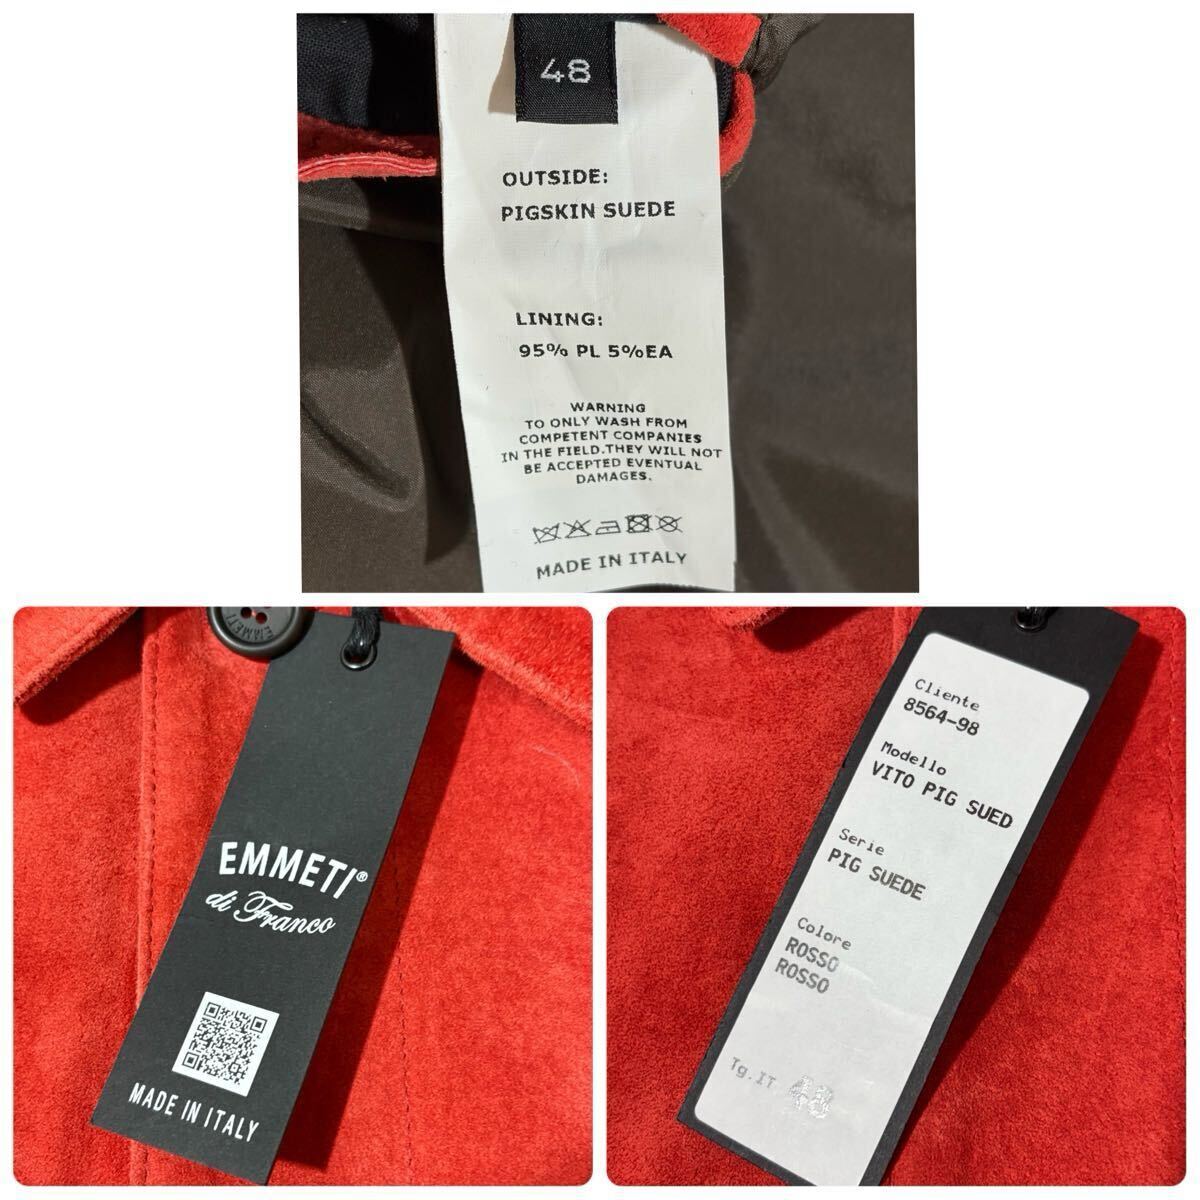 48
OUTSIDE:
PIGSKIN SUEDE
LINING:
95% PL 5%EA
WARNING
TO ONLY WASH FROM
COMPETENT COMPANIES
IN THE FIELD.THEY WILL NOT
BE ACCEPTED EVENTUAL
DAMAGES.
MADE IN ITALY
EMMETI
EMMETI®
di Franco
MADE IN ITALY
Cliente
8564-98
Modello
VITO PIG SUED
Serie
PIG SUEDE
Colore
ROSSO
ROSSO
Tg.IT 48